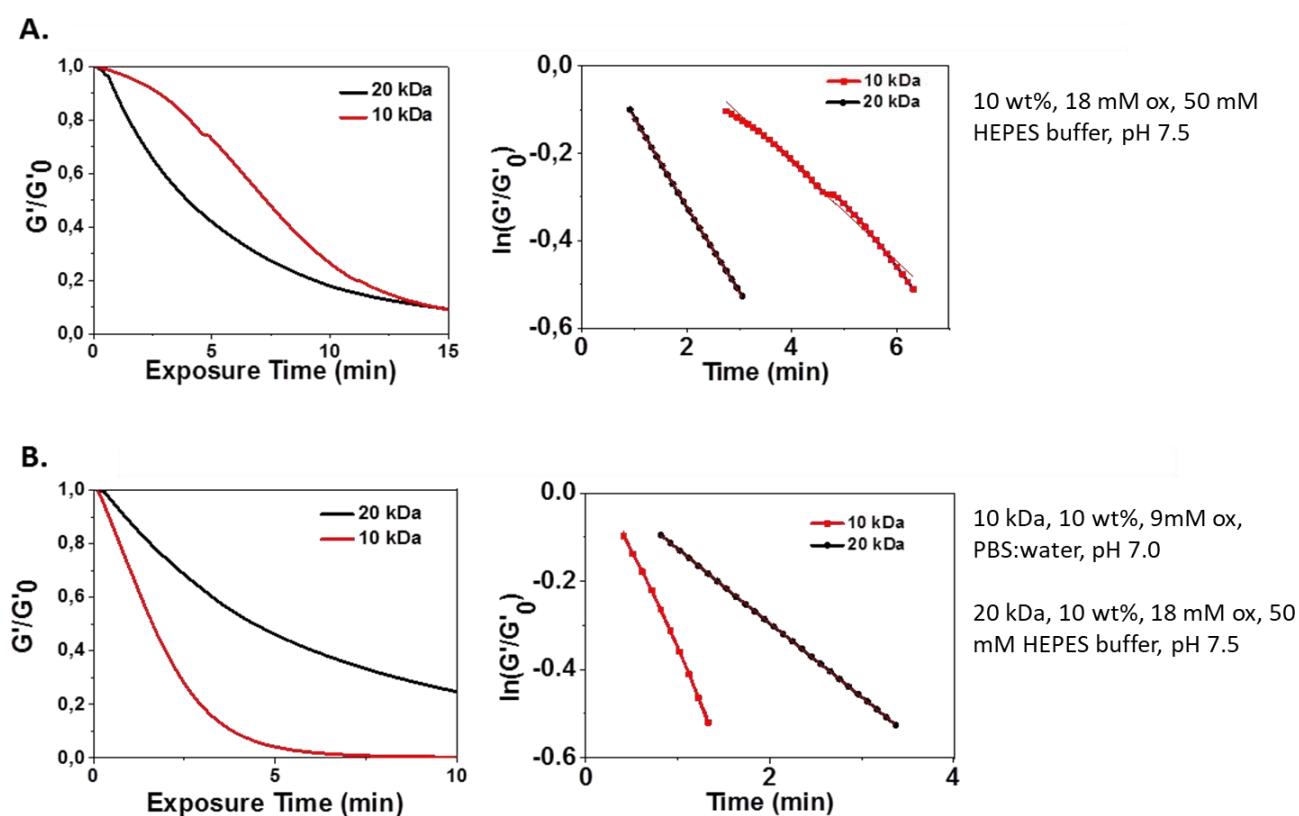 A.
1,0
0,8
0,6
0,4
0,2
0,0
G'/G'0
20 kDa
10 kDa
0
5
10
15
Exposure Time (min)
0,0
-0,2
-0,4
-0,6
ln(G'/G'0)
10 kDa
20 kDa
2
4
6
0
Time (min)
10 wt%, 18 mM ox, 50 mM
HEPES buffer, pH 7.5
B.
1,0
0,8
0,6
0,4
0,2
0,0
G'/G'0
20 kDa
10 kDa
0
5
10
Exposure Time (min)
0.0
-0.2
-0.4
-0.6
ln(G'/G'0)
10 kDa
20 kDa
0
2
4
Time (min)
10 kDa, 10 wt%, 9mM ox,
PBS:water, pH 7.0
20 kDa, 10 wt%, 18 mM ox, 50
mM HEPES buffer, pH 7.5